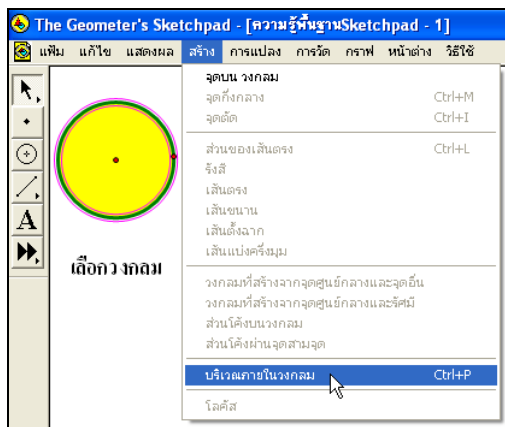 The Geometer's Sketchpad - [ความรู้พื้นฐานSketchpad - 1]
แฟ้ม แก้ไข แสดงผล สร้าง การแปลง การวัด กราฟ หน้าต่าง วิธีใช้
จุดบน วงกลม
จุดกึ่งกลาง Ctrl+M
จุดตัด Ctrl+I
ส่วนของเส้นตรง Ctrl+L
รังสี
เส้นตรง
เส้นขนาน
เส้นตั้งฉาก
เส้นแบ่งครึ่งมุม
วงกลมที่สร้างจากจุดศูนย์กลางและจุดอื่น
วงกลมที่สร้างจากจุดศูนย์กลางและรัศมี
ส่วนโค้งบนวงกลม
ส่วนโค้งผ่านจุดสามจุด
บริเวณภายในวงกลม Ctrl+P
โลคัส
A
เลือกวงกลม